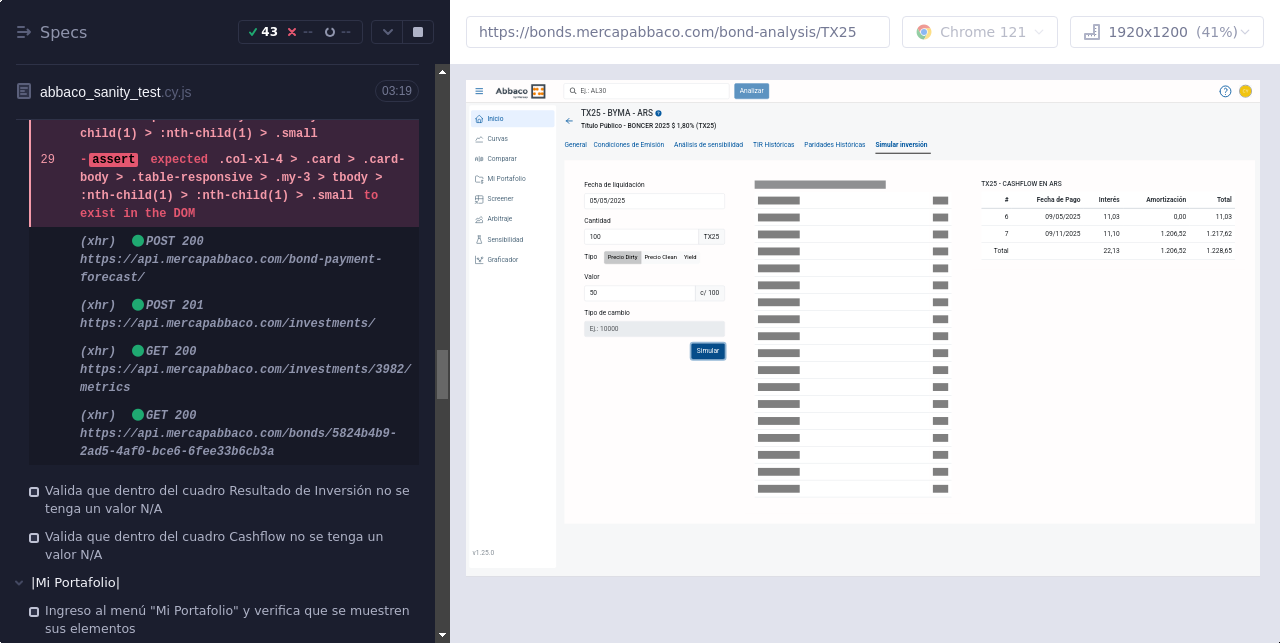 Specs
43
--
--
https://bonds.mercapabbaco.com/bond-analysis/TX25
Chrome 121
1920x1200 (41%)
abbaco_sanity_test.cy.js
03:19
child(1) > :nth-child(1) > .small
29 -assert expected .col-xl-4 > .card > .card-
body > .table-responsive > .my-3 > tbody >
:nth-child(1) > :nth-child(1) > .small to
exist in the DOM
(xhr) POST 200
https://api.mercapabbaco.com/bond-payment-
forecast/
(xhr) POST 201
https://api.mercapabbaco.com/investments/
(xhr) GET 200
https://api.mercapabbaco.com/investments/3982/
metrics
(xhr) GET 200
https://api.mercapabbaco.com/bonds/5824b4b9-
2ad5-4af0-bce6-6fee33b6cb3a
Valida que dentro del cuadro Resultado de Inversión no se
tenga un valor N/A
Valida que dentro del cuadro Cashflow no se tenga un
valor N/A
|Mi Portafolio|
Ingreso al menú "Mi Portafolio" y verifica que se muestren
sus elementos
Abbaco
Ej.: AL30
Analizar
Inicio
Curvas
Comparar
Mi Portafolio
Screener
Arbitraje
Sensibilidad
Graficador
v1.25.0
TX25 - BYMA - ARS
Título Público - BONCER 2025 $ 1,80% (TX25)
General Condiciones de Emisión Análisis de sensibilidad TIR Históricas Paridades Históricas Simular inversión
Fecha de liquidación
05/05/2025
Cantidad
100 TX25
Tipo Precio Dirty Precio Clean Yield
Valor
50 c/ 100
Tipo de cambio
Ej.: 10000
Simular
TX25 - CASHFLOW EN ARS
# Fecha de Pago Interés Amortización Total
6 09/05/2025 11,03 0,00 11,03
7 09/11/2025 11,10 1.206,52 1.217,62
Total 22,13 1.206,52 1.228,65